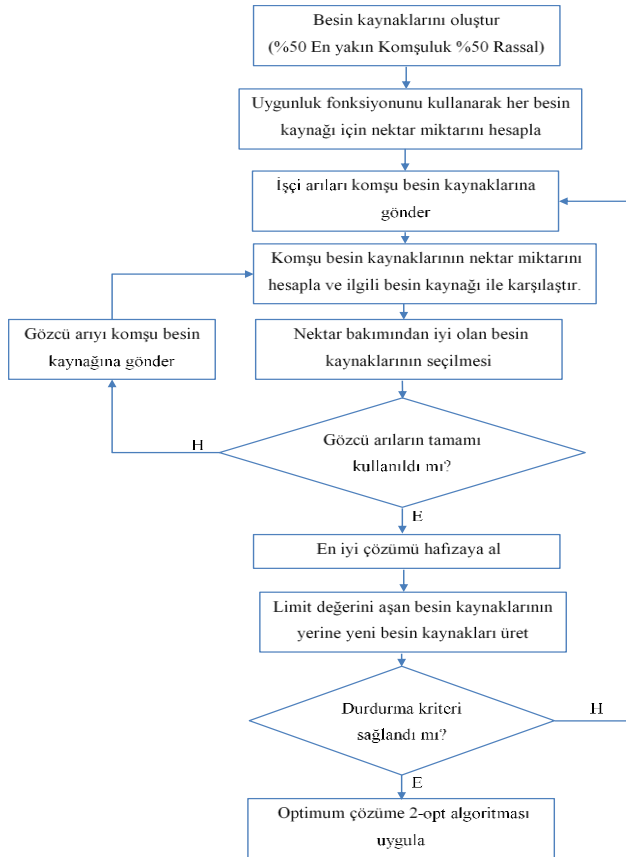 Besin kaynaklarını oluştur
(%50 En yakın Komşuluk %50 Rassal)
Uygunluk fonksiyonunu kullanarak her besin
kaynağı için nektar miktarını hesapla
İşçi arıları komşu besin kaynaklarına
gönder
Komşu besin kaynaklarının nektar miktarını
hesapla ve ilgili besin kaynağı ile karşılaştır.
Gözcü arıyı komşu besin
kaynağına gönder
Nektar bakımından iyi olan besin
kaynaklarının seçilmesi
H
Gözcü arıların tamamı
kullanıldı mı?
E
En iyi çözümü hafızaya al
Limit değerini aşan besin kaynaklarının
yerine yeni besin kaynakları üret
Durdurma kriteri
sağlandı mı?
H
E
Optimum çözüme 2-opt algoritması
uygula